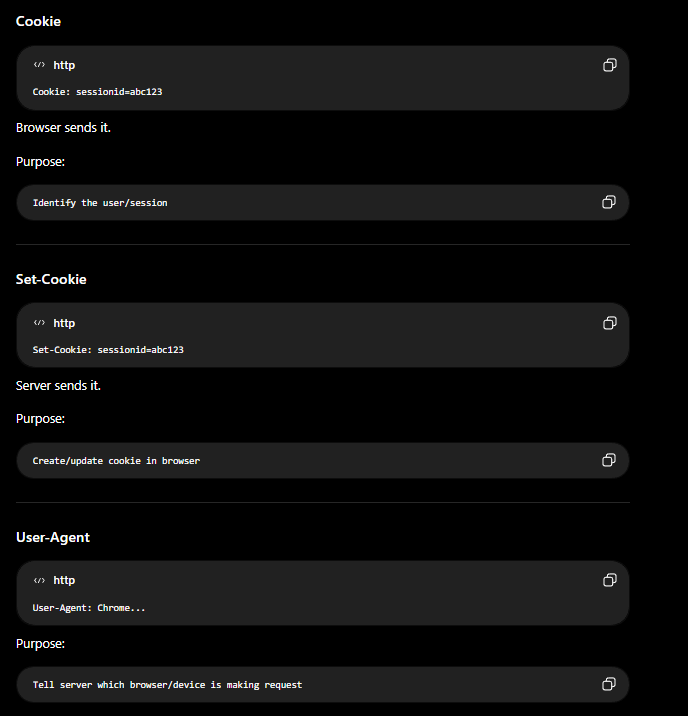 Cookie
http
Cookie: sessionid=abc123
Browser sends it.
Purpose:
Identify the user/session
Set-Cookie
http
Set-Cookie: sessionid=abc123
Server sends it.
Purpose:
Create/update cookie in browser
User-Agent
http
User-Agent: Chrome...
Purpose:
Tell server which browser/device is making request